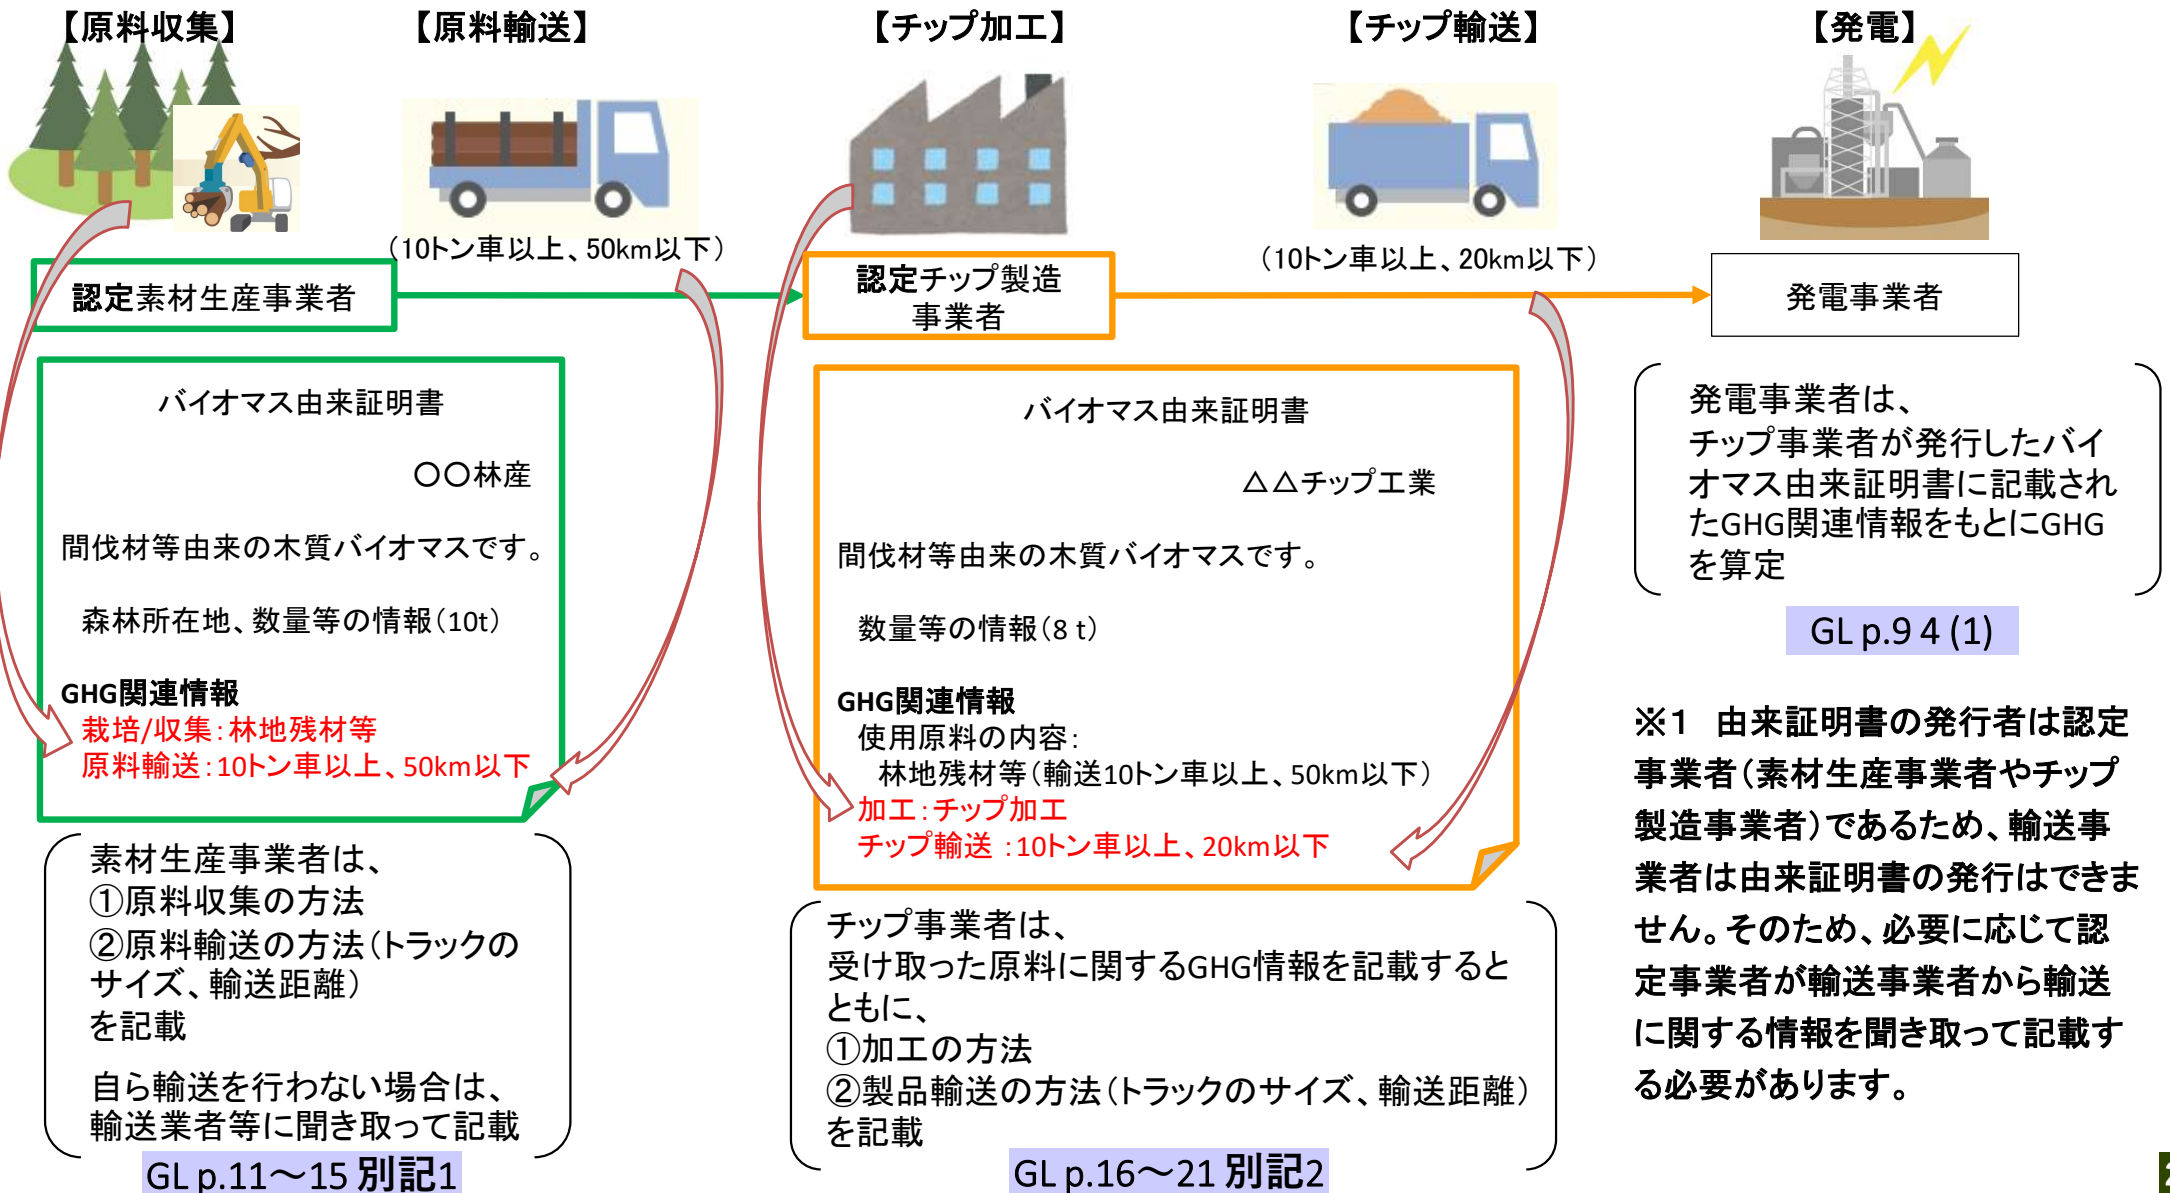 【原料収集】
【原料輸送】
【チップ加工】
【チップ輸送】
【発電】
（10トン車以上、50km以下）
（10トン車以上、20km以下）
認定素材生産事業者
認定チップ製造
事業者
発電事業者
バイオマス由来証明書
〇〇林産
間伐材等由来の木質バイオマスです。
森林所在地、数量等の情報（10t）
GHG関連情報
栽培/収集：林地残材等
原料輸送：10トン車以上、50km以下
素材生産事業者は、
①原料収集の方法
②原料輸送の方法（トラックの
サイズ、輸送距離）
を記載
自ら輸送を行わない場合は、
輸送業者等に聞き取って記載
GL p.11～15 別記1
バイオマス由来証明書
△△チップ工業
間伐材等由来の木質バイオマスです。
数量等の情報（8 t）
GHG関連情報
使用原料の内容：
林地残材等（輸送10トン車以上、50km以下）
加工：チップ加工
チップ輸送 ：10トン車以上、20km以下
チップ事業者は、
受け取った原料に関するGHG情報を記載すると
ともに、
①加工の方法
②製品輸送の方法（トラックのサイズ、輸送距離）
を記載
GL p.16～21 別記2
発電事業者は、
チップ事業者が発行したバイ
オマス由来証明書に記載され
たGHG関連情報をもとにGHG
を算定
GL p.9 4 (1)
※1　由来証明書の発行者は認定
事業者（素材生産事業者やチップ
製造事業者）であるため、輸送事
業者は由来証明書の発行はできま
せん。そのため、必要に応じて認
定事業者が輸送事業者から輸送
に関する情報を聞き取って記載す
る必要があります。